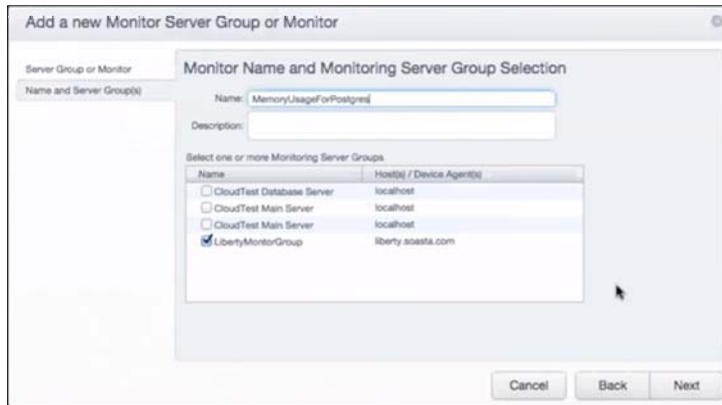 Add a new Monitor Server Group or Monitor
Server Group or Monitor
Name and Server Group(s)
Monitor Name and Monitoring Server Group Selection
Name: MemoryUsageForPostgres
Description:
Select one or more Monitoring Server Groups
Name Host(s) / Device Agent(s)
CloudTest Database Server localhost
CloudTest Main Server localhost
CloudTest Main Server localhost
LibertyMontorGroup liberty.soasta.com
Cancel Back Next